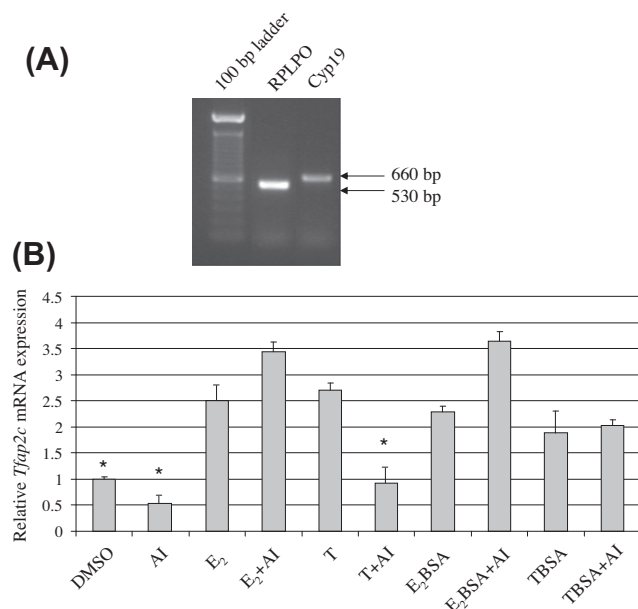 (A)
100 bp ladder
RPLPO
Cyp19
660 bp
530 bp
(B)
Relative Tfap2c mRNA expression
4.5
4
3.5
3
2.5
2
1.5
1
0.5
0
*
*
*
DMSO
AI
E₂
E₂+AI
T
T+AI
E₂BSA
E₂BSA+AI
TBSA
TBSA+AI